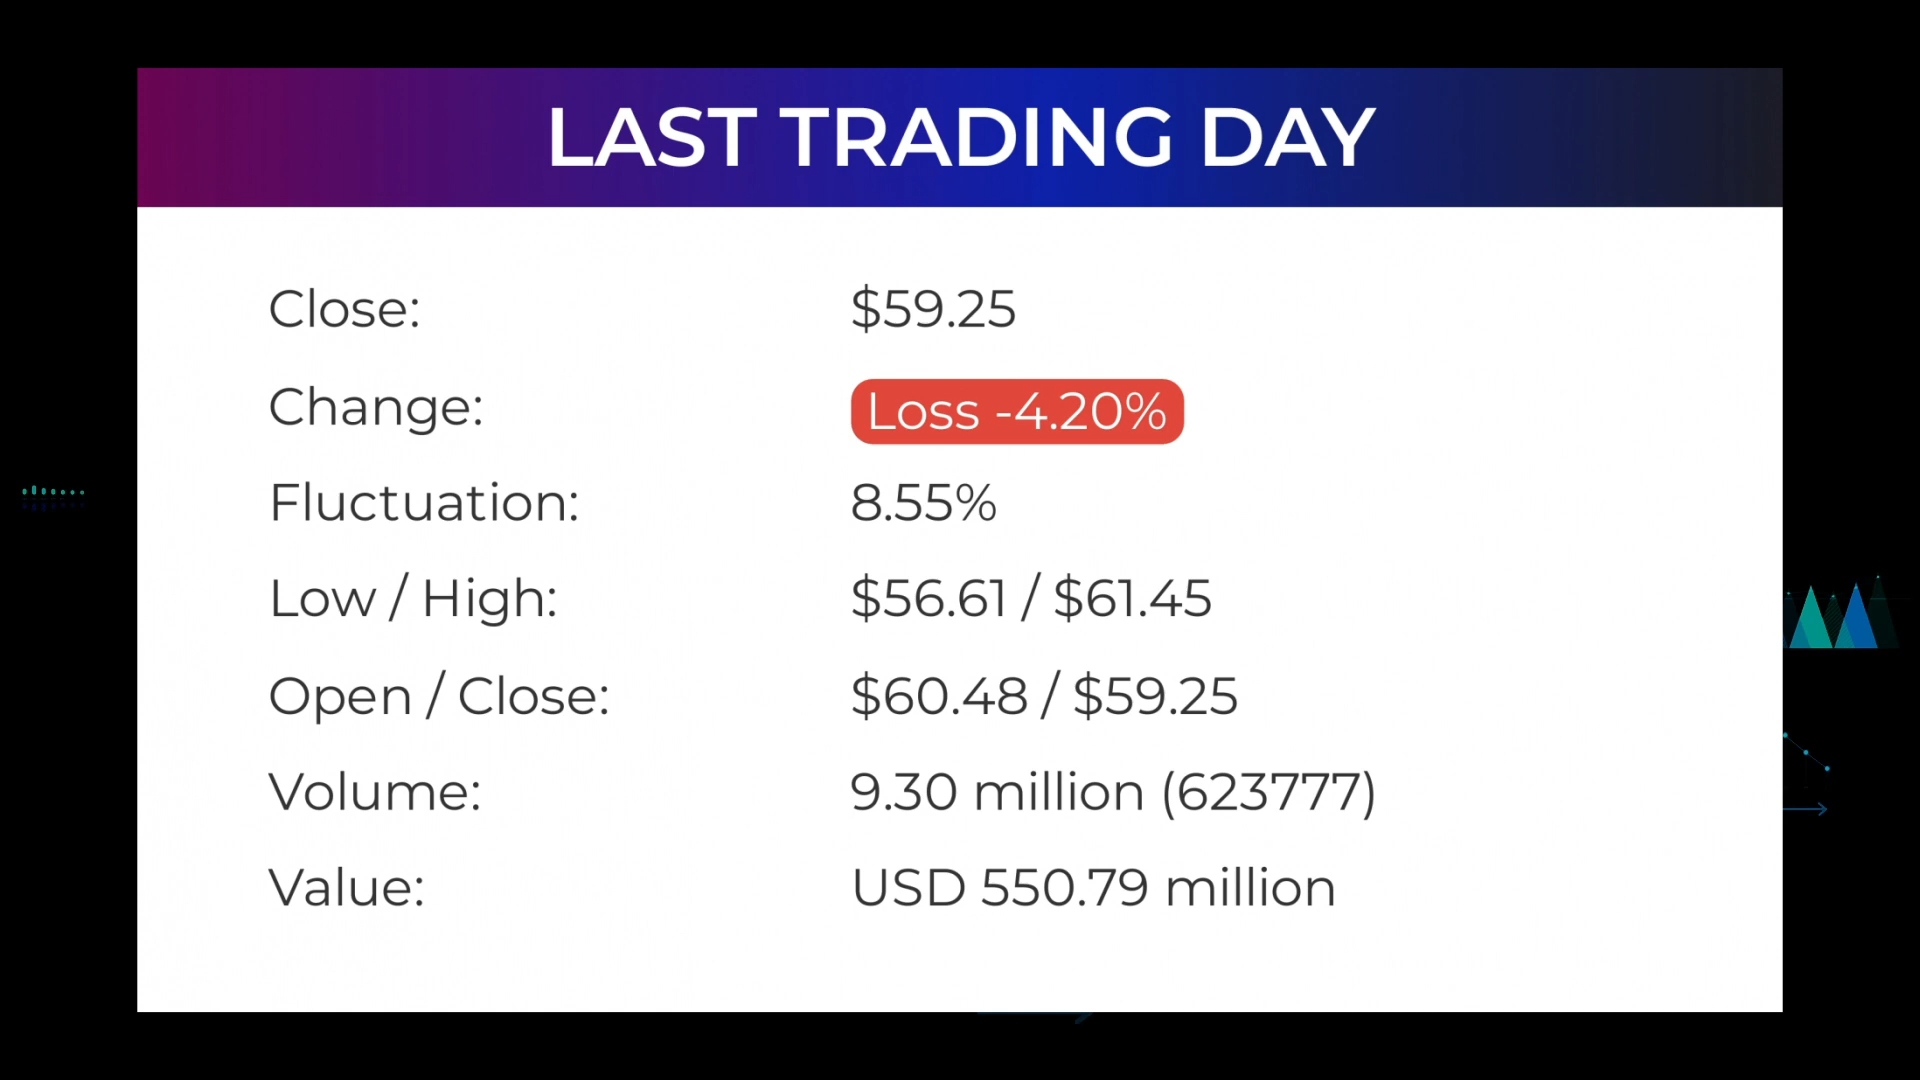 LAST TRADING DAY
Close: $59.25
Change: Loss -4.20%
Fluctuation: 8.55%
Low / High: $56.61 / $61.45
Open / Close: $60.48 / $59.25
Volume: 9.30 million (623777)
Value: USD 550.79 million